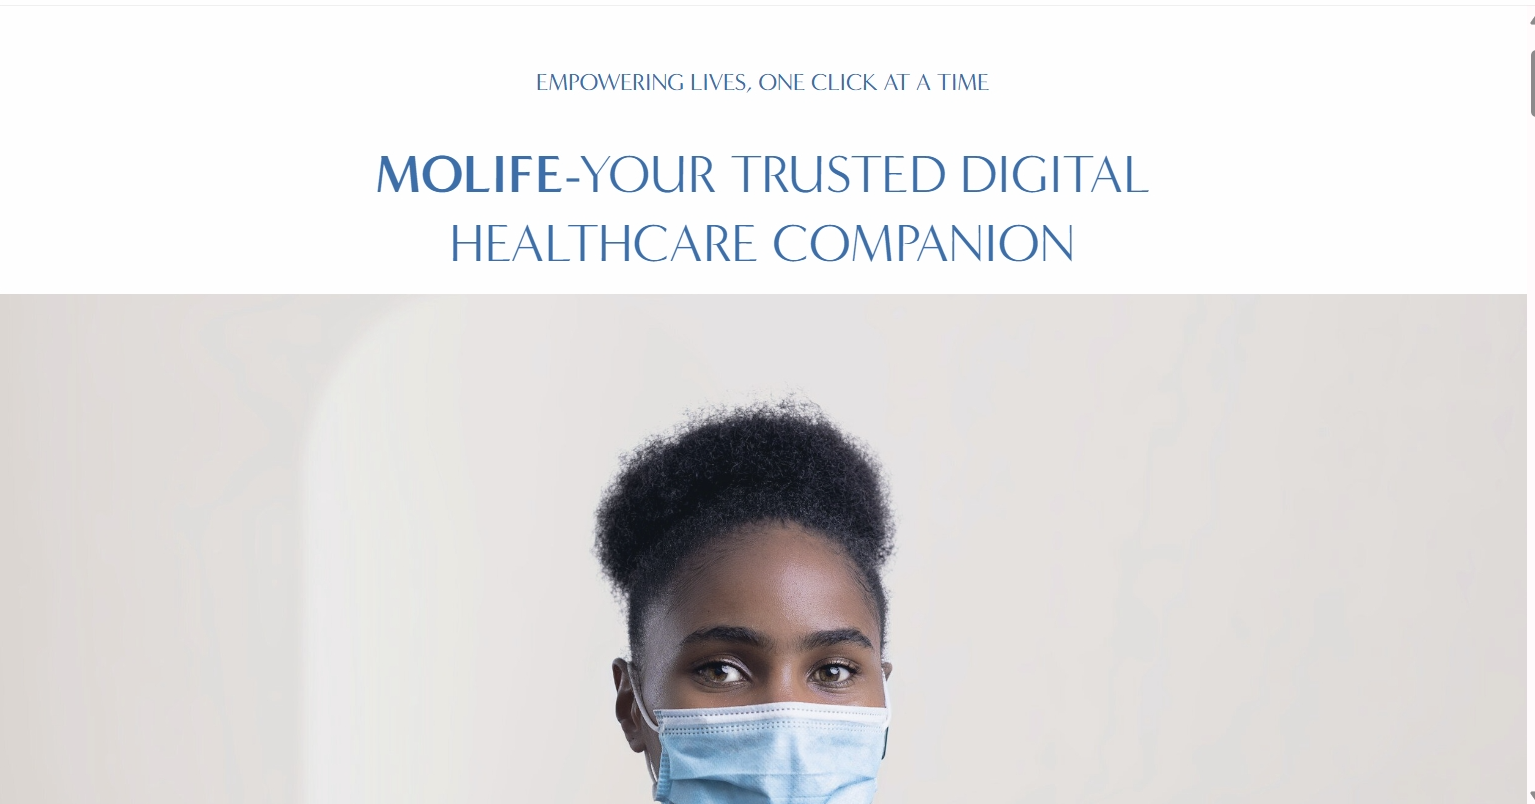 EMPOWERING LIVES, ONE CLICK AT A TIME
MOLIFE-YOUR TRUSTED DIGITAL
HEALTHCARE COMPANION